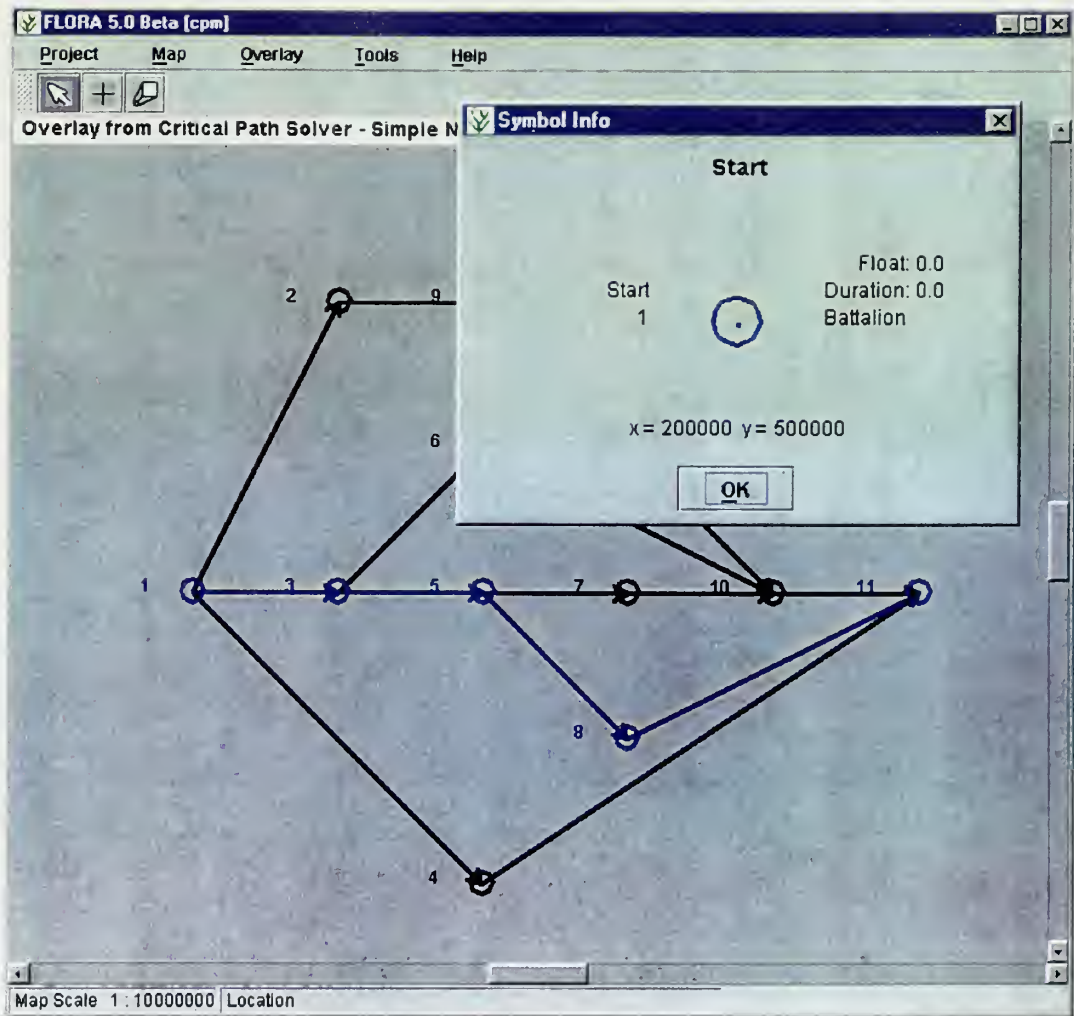 FLORA 5.0 Beta [cpm]
Project Map Overlay Tools Help
Overlay from Critical Path Solver - Simple N
Symbol Info
Start
Float: 0.0
Start
Duration: 0.0
1
Battalion
x = 200000 y = 500000
OK
2
9
6
1
3
5
7
10
11
8
4
Map Scale 1 : 10000000 Location